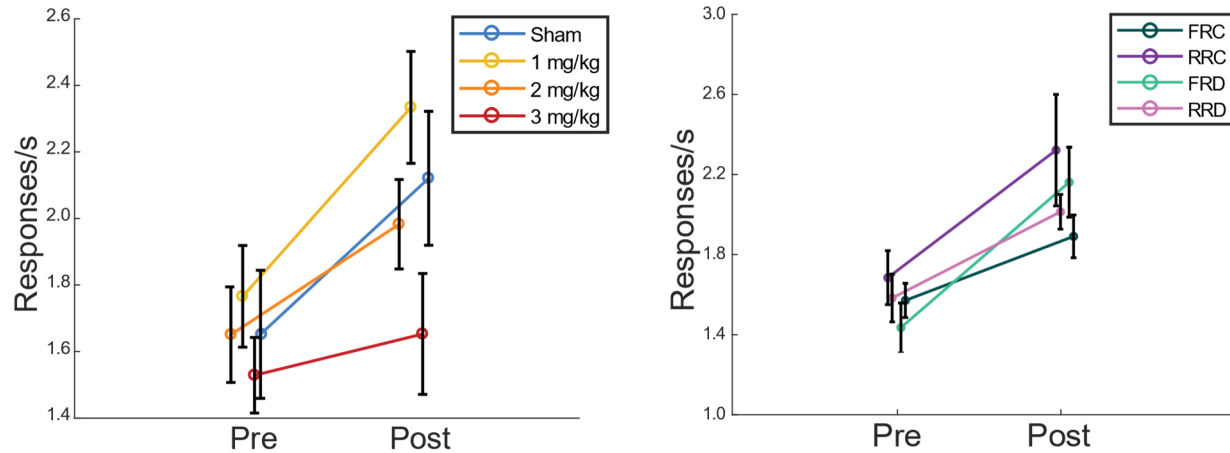 Responses/s
2.6
2.4
2.2
2.0
1.8
1.6
1.4
Pre
Post
Sham
1 mg/kg
2 mg/kg
3 mg/kg
Responses/s
3.0
2.6
2.2
1.8
1.4
1.0
Pre
Post
FRC
RRC
FRD
RRD